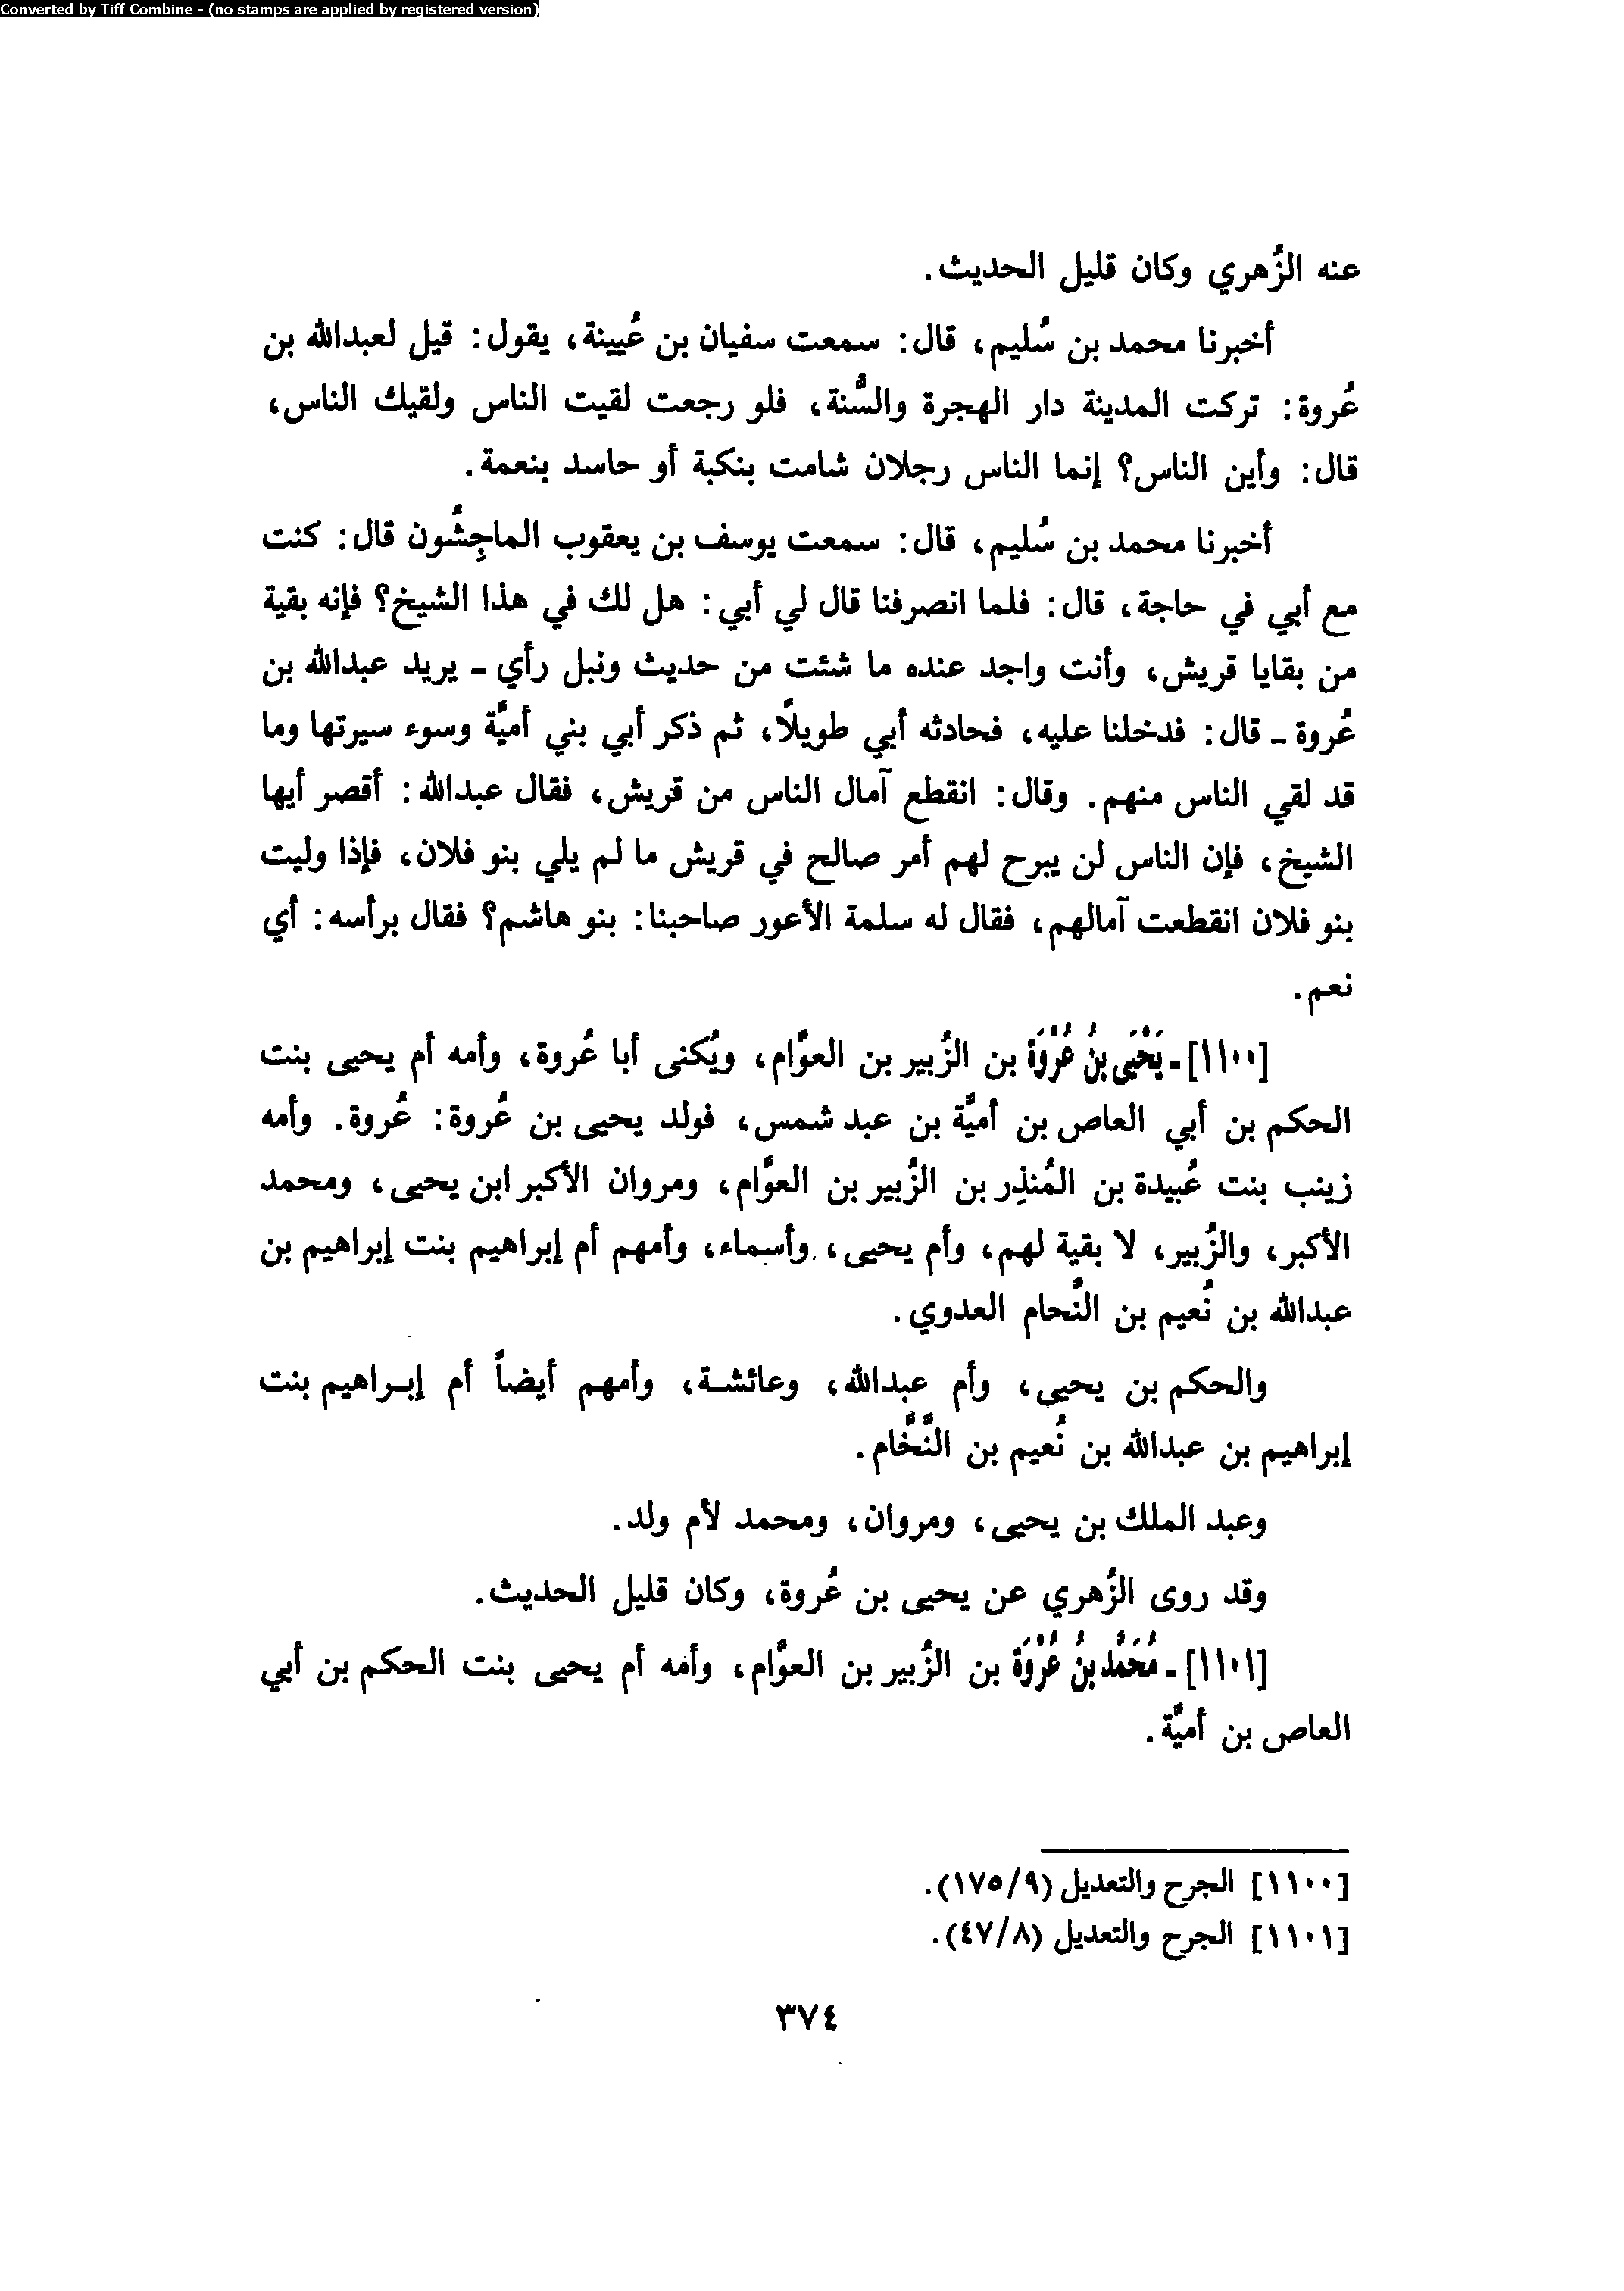 Converted by Tiff Combine - (no stamps are applied by registered version)
عنه الزُهري وكان قليل الحديث.
أخبرنا محمد بن سُليم، قال: سمعت سفيان بن عُيينة، يقول: قيل لعبدالله بن
عُروة: تركت المدينة دار الهجرة والسُّنة، فلو رجعت لقيت الناس ولقيك الناس،
قال: وأين الناس؟ إنما الناس رجلان شامت بنكبة أو حاسد بنعمة.
أخبرنا محمد بن سُليم، قال: سمعت يوسف بن يعقوب الماجِشُون قال: كنت
مع أبي في حاجة، قال: فلما انصرفنا قال لي أبي: هل لك في هذا الشيخ؟ فإنه بقية
من بقايا قريش، وأنت واجد عنده ما شئت من حديث ونبل رأي - يريد عبدالله بن
عُروة - قال: فدخلنا عليه، فحادثه أبي طويلاً، ثم ذكر أبي بني أميَّة وسوء سيرتها وما
قد لقي الناس منهم. وقال: انقطع آمال الناس من قريش، فقال عبدالله: أقصر أيها
الشيخ، فإن الناس لن يبرح لهم أمر صالح في قريش ما لم يلي بنو فلان، فإذا وليت
بنو فلان انقطعت آمالهم، فقال له سلمة الأعور صاحبنا: بنو هاشم؟ فقال برأسه: أي
نعم.
[١١٠٠] - يَحْيَى بنُ عُرْوَة بن الزُبير بن العوَّام، ويُكنى أبا عُروة، وأمه أم يحيى بنت
الحكم بن أبي العاص بن أميَّة بن عبد شمس، فولد يحيى بن عُروة: عُروة. وأمه
زينب بنت عُبيدة بن المُنذِر بن الزُبير بن العوَّام، ومروان الأكبر ابن يحيى، ومحمد
الأكبر، والزُبير، لا بقية لهم، وأم يحيى، وأسماء، وأمهم أم إبراهيم بنت إبراهيم بن
عبدالله بن نُعيم بن النَّحام العدوي.
والحكم بن يحيى، وأم عبدالله، وعائشة، وأمهم أيضاً أم إبراهيم بنت
إبراهيم بن عبدالله بن نُعيم بن النَّخَّام.
وعبد الملك بن يحيى، ومروان، ومحمد لأم ولد.
وقد روى الزُهري عن يحيى بن عُروة، وكان قليل الحديث.
[١١٠١] - مُحَمَّد بنُ عُرْوَة بن الزُبير بن العوَّام، وأمه أم يحيى بنت الحكم بن أبي
العاص بن أميَّة.
[١١٠٠] الجرح والتعديل (١٧٥/٩).
[١١٠١] الجرح والتعديل (٤٧/٨).
٣٧٤